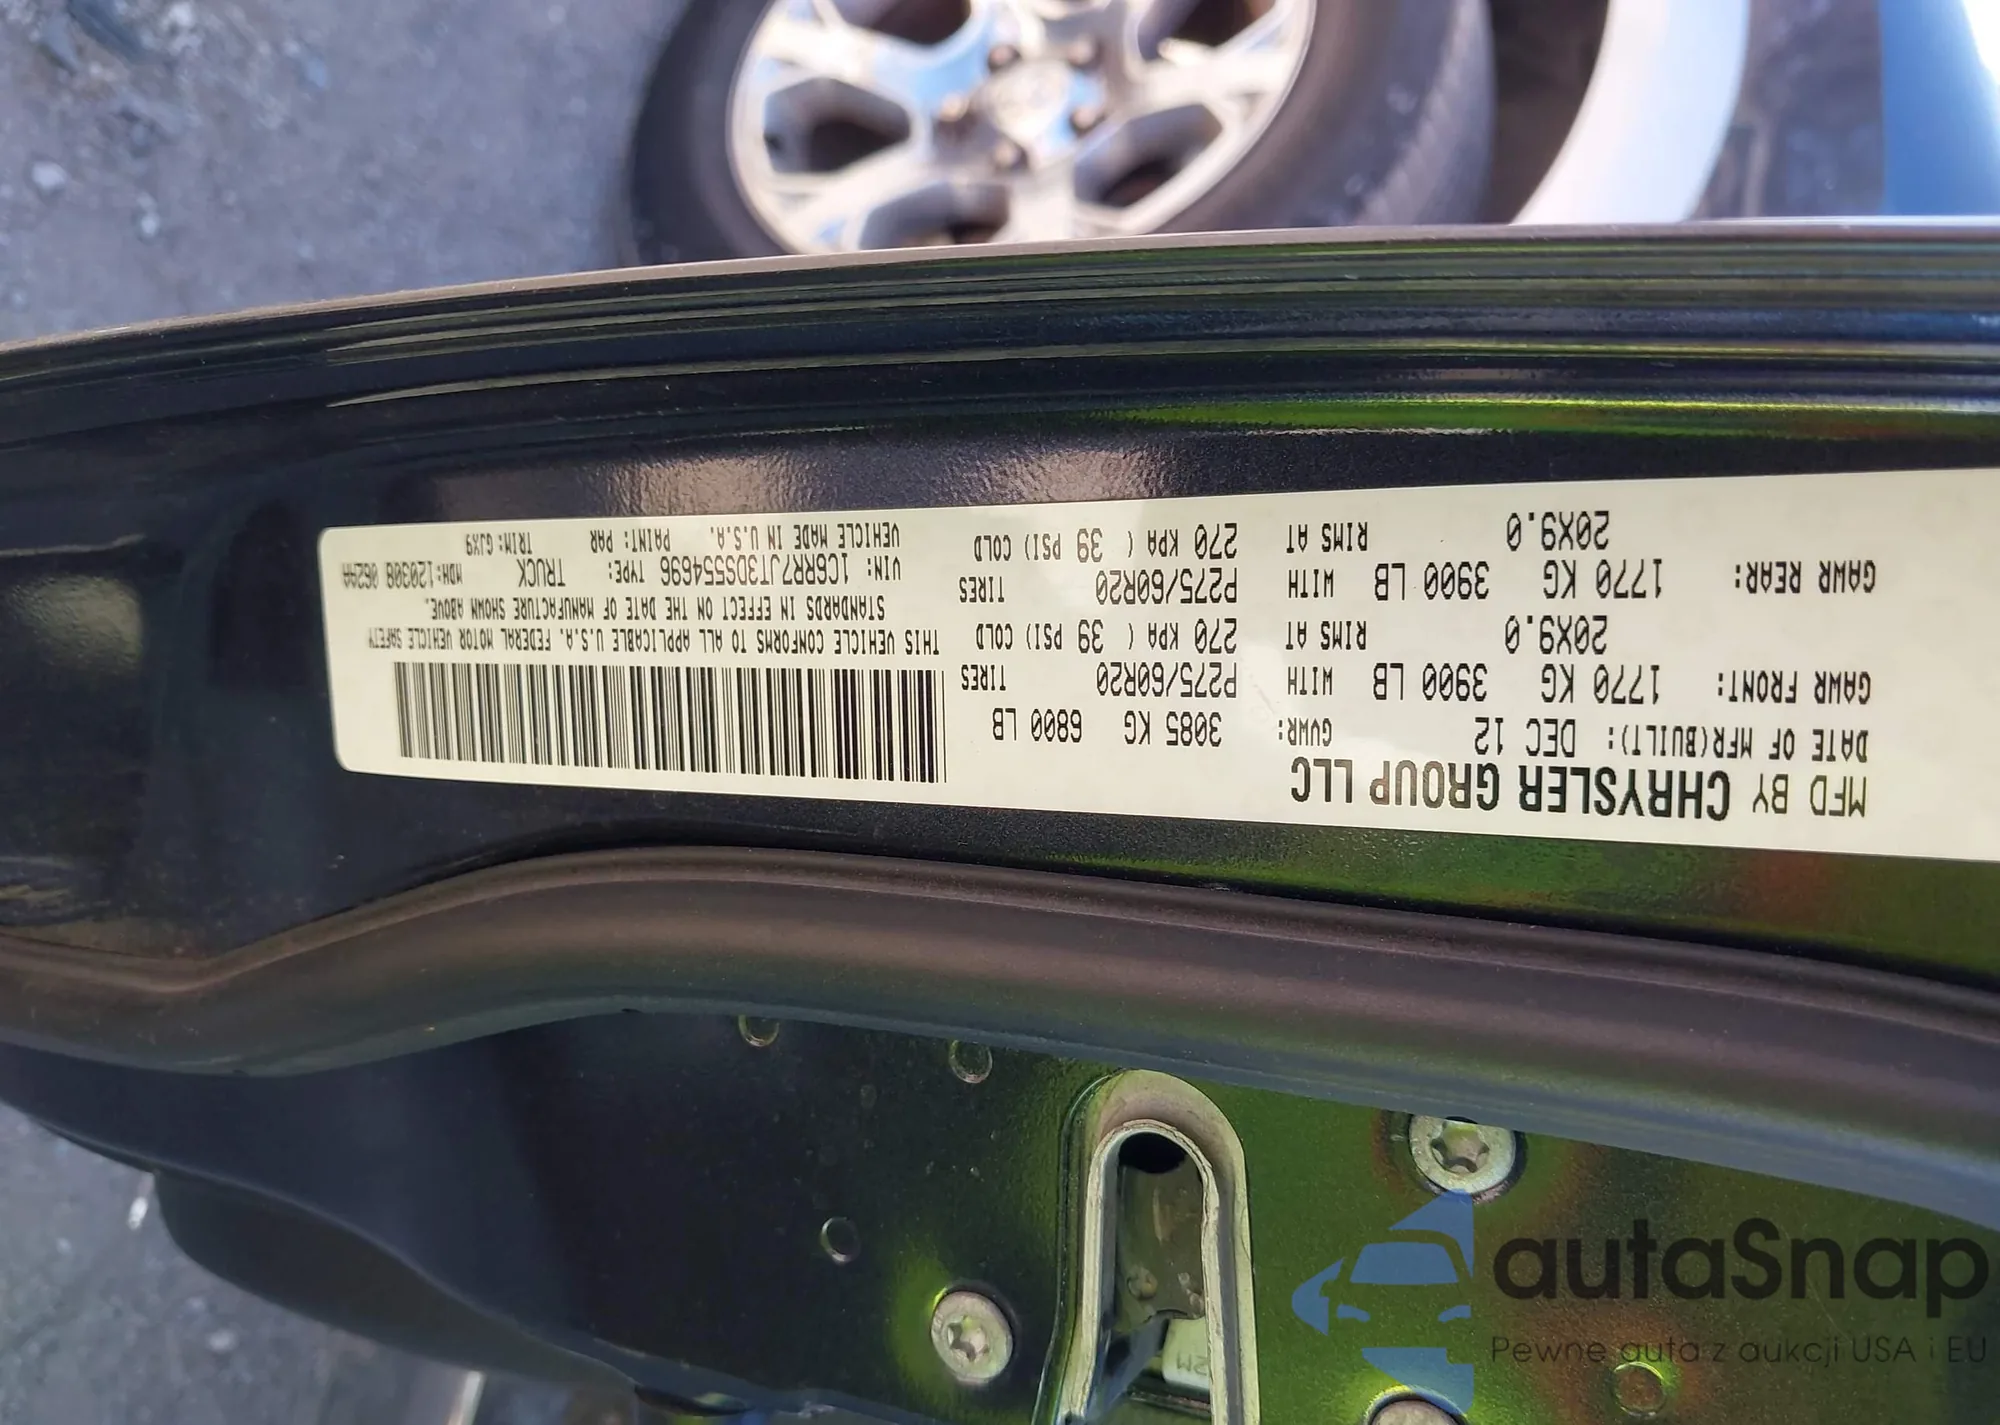 MFD BY CHRYSLER GROUP LLC
DATE OF MFR(BUILT): DEC 12 GVWR: 3085 KG 6800 LB
GAWR FRONT: 1770 KG 3900 LB WITH P275/60R20 TIRES
20X9.0 RIMS AT 270 KPA ( 39 PSI) COLD
GAWR REAR: 1770 KG 3900 LB WITH P275/60R20 TIRES
20X9.0 RIMS AT 270 KPA ( 39 PSI) COLD
THIS VEHICLE CONFORMS TO ALL APPLICABLE U.S.A. FEDERAL MOTOR VEHICLE SAFETY
STANDARDS IN EFFECT ON THE DATE OF MANUFACTURE SHOWN ABOVE.
VIN: 1C6RR7JT3DS554696 TYPE: TRUCK MDH: 120308 062AA
VEHICLE MADE IN U.S.A. PAINT: PAR TRIM: GJX9
autoSnap
Pewne auta z aukcji USA i EU